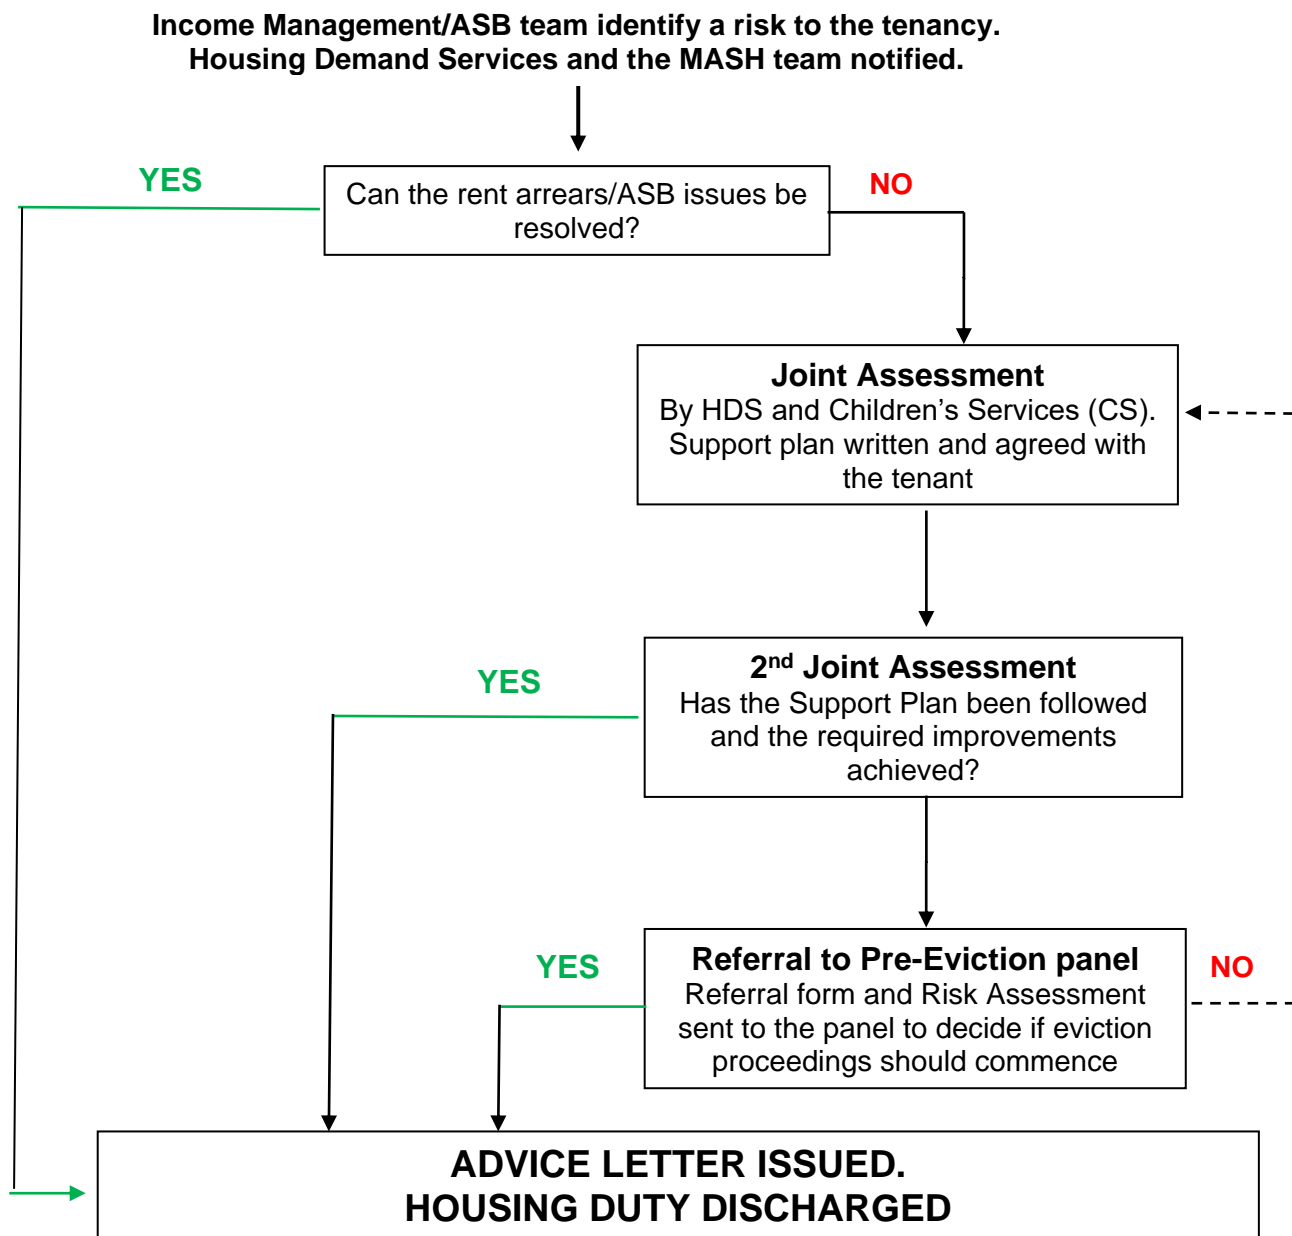 Income Management/ASB team identify a risk to the tenancy.
Housing Demand Services and the MASH team notified.
YES
Can the rent arrears/ASB issues be
resolved?
NO
Joint Assessment
By HDS and Children’s Services (CS).
Support plan written and agreed with
the tenant
YES
2nd Joint Assessment
Has the Support Plan been followed
and the required improvements
achieved?
YES
Referral to Pre-Eviction panel
Referral form and Risk Assessment
sent to the panel to decide if eviction
proceedings should commence
NO
ADVICE LETTER ISSUED.
HOUSING DUTY DISCHARGED